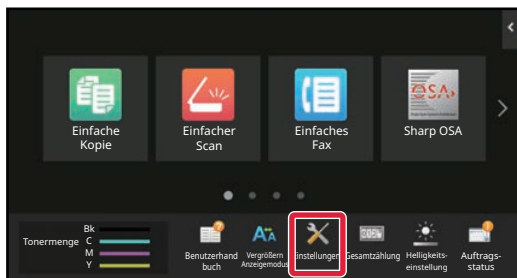 Einfache
Kopie
Einfacher
Scan
Einfaches
Fax
OSA
Sharp OSA
Tonermenge
Bk
C
M
Y
Benutzerhand
buch
Vergrößern
Anzeigemodus
Einstellungen
Gesamtzählung
Helligkeits-
einstellung
Auftrags-
status